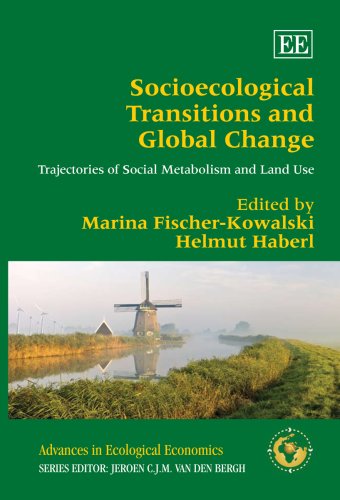 EE
Socioecological
Transitions and
Global Change
Trajectories of Social Metabolism and Land Use
Edited by
Marina Fischer-Kowalski
Helmut Haberl
Advances in Ecological Economics
SERIES EDITOR: JEROEN C.J.M. VAN DEN BERGH